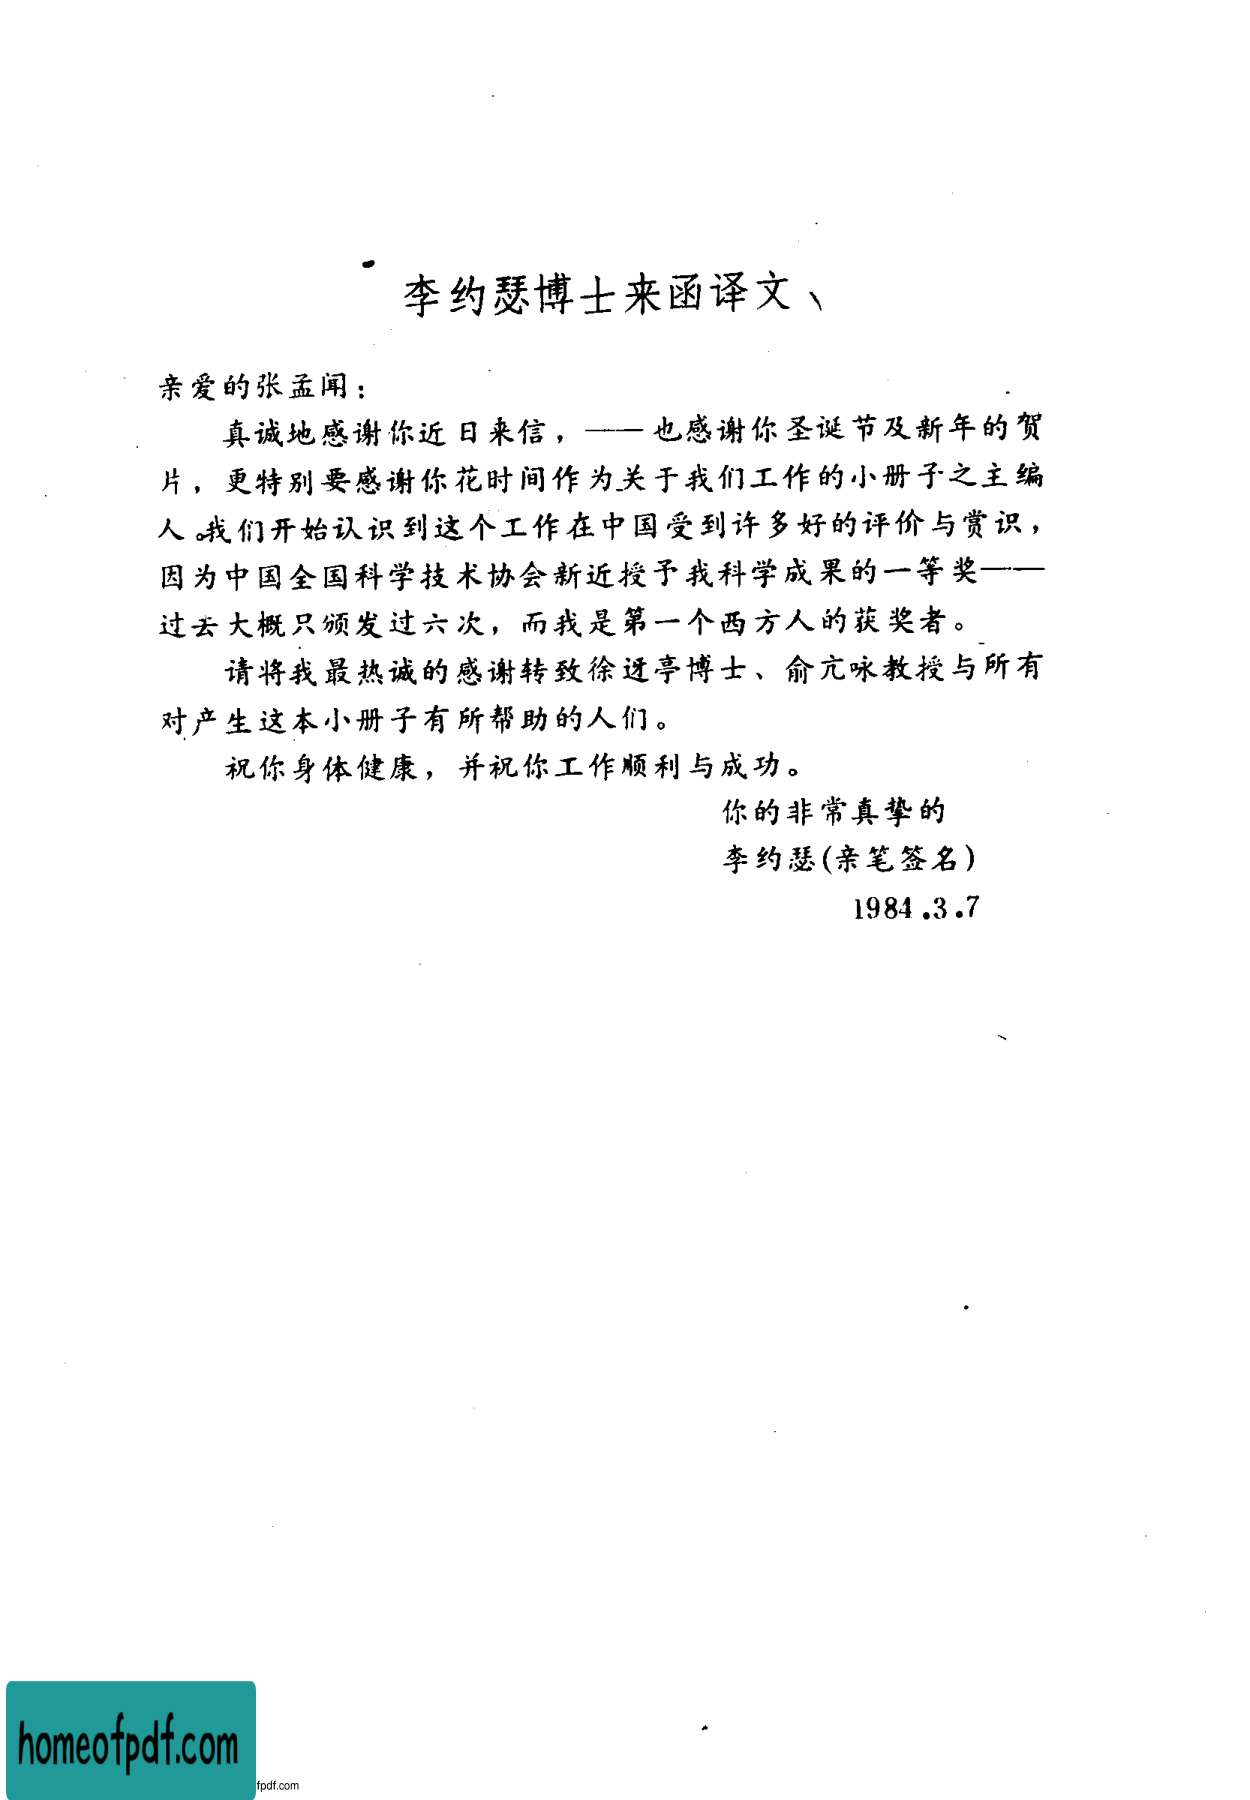 李约瑟博士来函译文
亲爱的张孟闻：
真诚地感谢你近日来信，——也感谢你圣诞节及新年的贺
片，更特别要感谢你花时间作为关于我们工作的小册子之主编
人。我们开始认识到这个工作在中国受到许多好的评价与赏识，
因为中国全国科学技术协会新近授予我科学成果的一等奖——
过去大概只颁发过六次，而我是第一个西方人的获奖者。
请将我最热诚的感谢转致徐迓亭博士、俞亢咏教授与所有
对产生这本小册子有所帮助的人们。
祝你身体健康，并祝你工作顺利与成功。
你的非常真挚的
李约瑟(亲笔签名)
1984.3.7
homeofpdf.com
fpdf.com